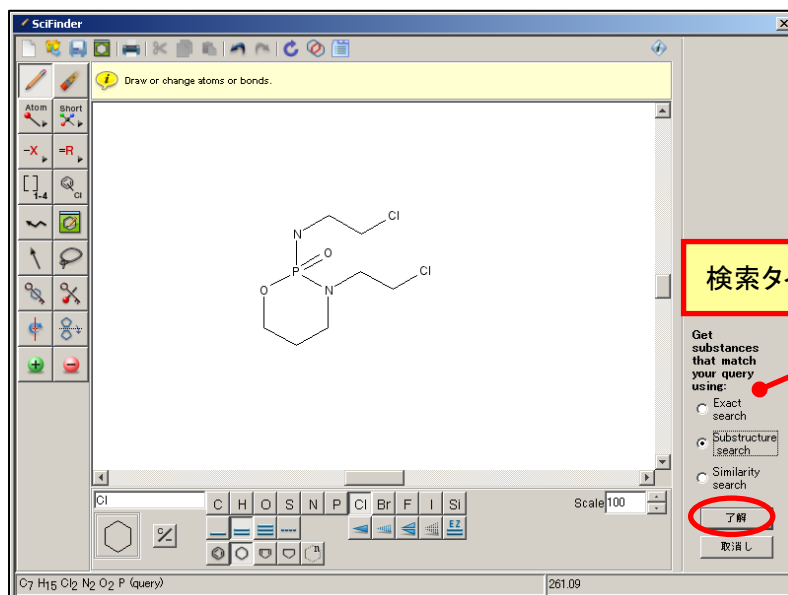 SciFinder
Draw or change atoms or bonds.
Atom Short
-X =R
[ ] 1-4 Cl
Cl
N
O
P Cl
O N
検索タ
Get
substances
that match
your query
using:
Exact
search
Substructure
search
Similarity
search
Cl C H O S N P Cl Br F I Si Scale 100
EZ
n
了解
取消し
C7 H15 Cl2 N2 O2 P (query) 261.09